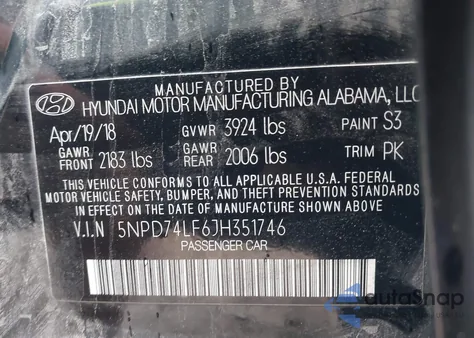 MANUFACTURED BY
HYUNDAI MOTOR MANUFACTURING ALABAMA, LLC
Apr/19/18 GVWR 3924 lbs PAINT S3
GAWR FRONT 2183 lbs GAWR REAR 2006 lbs TRIM PK
THIS VEHICLE CONFORMS TO ALL APPLICABLE U.S.A. FEDERAL
MOTOR VEHICLE SAFETY, BUMPER, AND THEFT PREVENTION STANDARDS
IN EFFECT ON THE DATE OF MANUFACTURE SHOWN ABOVE.
V.I.N 5NPD74LF6JH351746
PASSENGER CAR
autoSnap